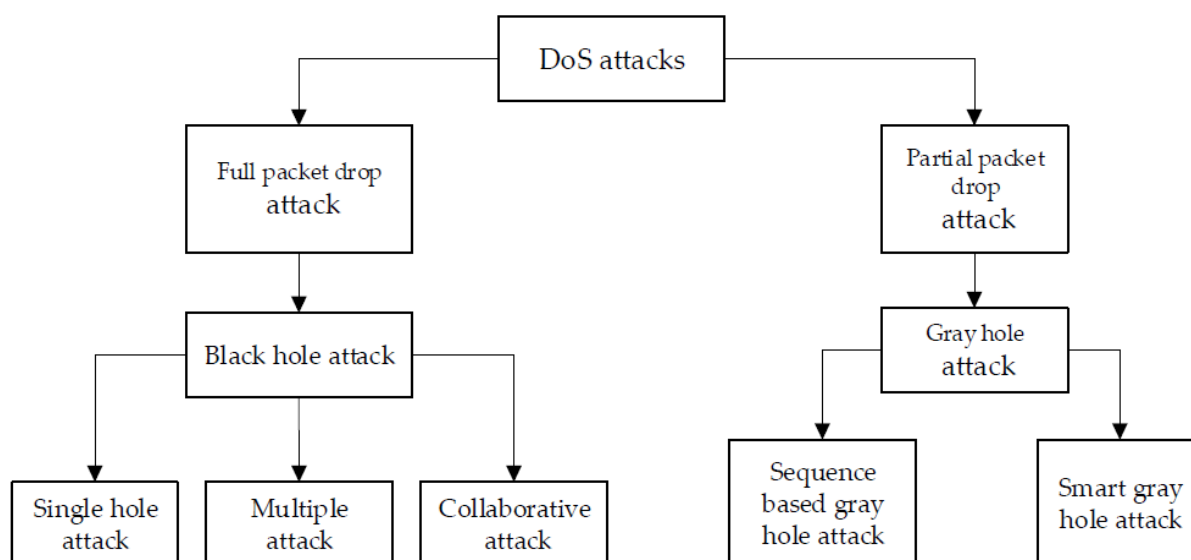 DoS attacks
Full packet drop
attack
Partial packet
drop
attack
Black hole attack
Gray hole
attack
Single hole
attack
Multiple
attack
Collaborative
attack
Sequence
based gray
hole attack
Smart gray
hole attack